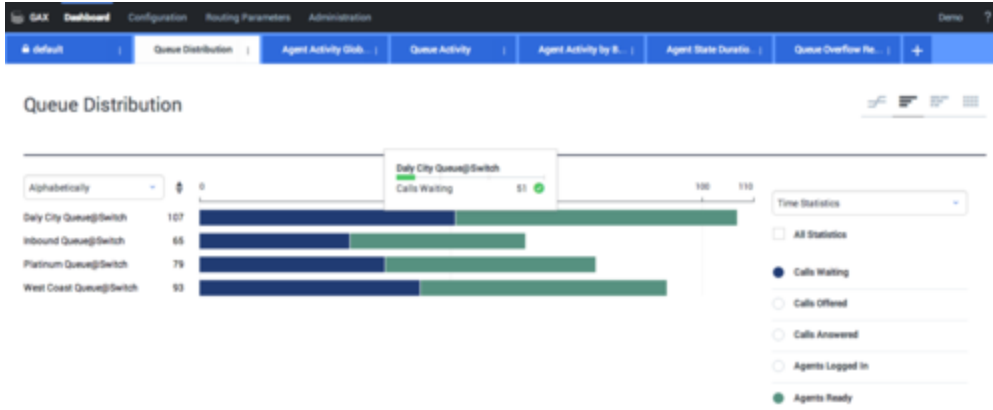 GAX Dashboard Configuration Routing Parameters Administration Demo ?
default Queue Distribution Agent Activity Glob... Queue Activity Agent Activity by B... Agent State Duratio... Queue Overflow Re... +
Queue Distribution
Daly City Queue@Switch
Calls Waiting 51
Alphabetically 0 100 110
Time Statistics
Daly City Queue@Switch 107
Inbound Queue@Switch 65
Platinum Queue@Switch 79
West Coast Queue@Switch 93
All Statistics
Calls Waiting
Calls Offered
Calls Answered
Agents Logged In
Agents Ready